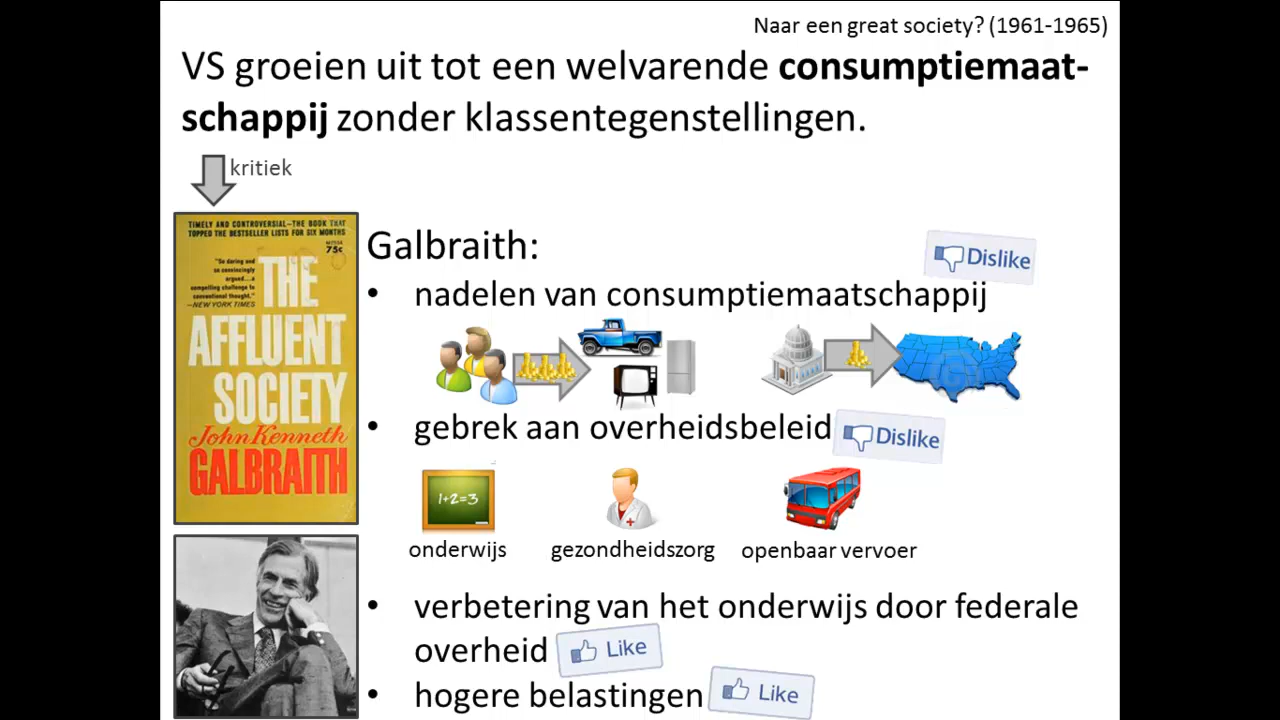 Naar een great society? (1961-1965)
VS groeien uit tot een welvarende consumptiemaat-
schappij zonder klassentegenstellingen.
kritiek
TIMELY AND CONTROVERSIAL—THE BOOK THAT
TOPPED THE BESTSELLER LISTS FOR SIX MONTHS
75¢
"So daring and
so convincingly
argued...a
compelling challenge to
conventional thought."
—NEW YORK TIMES
THE
AFFLUENT
SOCIETY
John Kenneth
GALBRAITH
Galbraith:
Dislike
• nadelen van consumptiemaatschappij
• gebrek aan overheidsbeleid
Dislike
1+2=3
onderwijs gezondheidszorg openbaar vervoer
• verbetering van het onderwijs door federale
overheid
Like
• hogere belastingen
Like